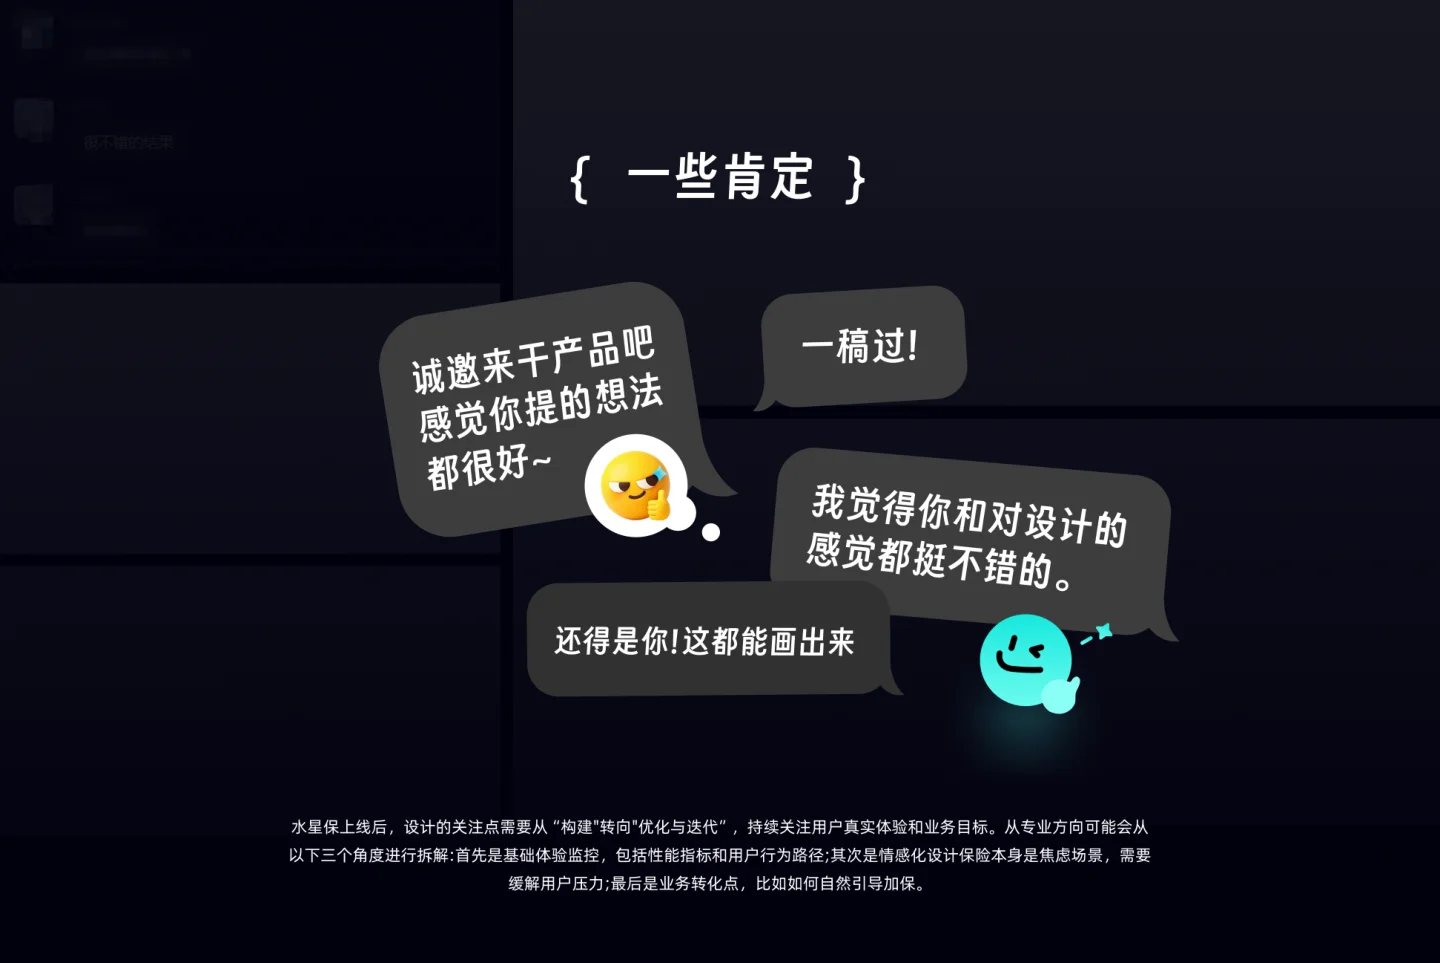 很不错的结果
{ 一些肯定 }
诚邀来干产品吧
感觉你提的想法
都很好~
一稿过!
我觉得你和对设计的
感觉都挺不错的。
还得是你!这都能画出来
水星保上线后，设计的关注点需要从“构建"转向"优化与迭代”，持续关注用户真实体验和业务目标。从专业方向可能会从
以下三个角度进行拆解:首先是基础体验监控，包括性能指标和用户行为路径;其次是情感化设计保险本身是焦虑场景，需要
缓解用户压力;最后是业务转化点，比如如何自然引导加保。